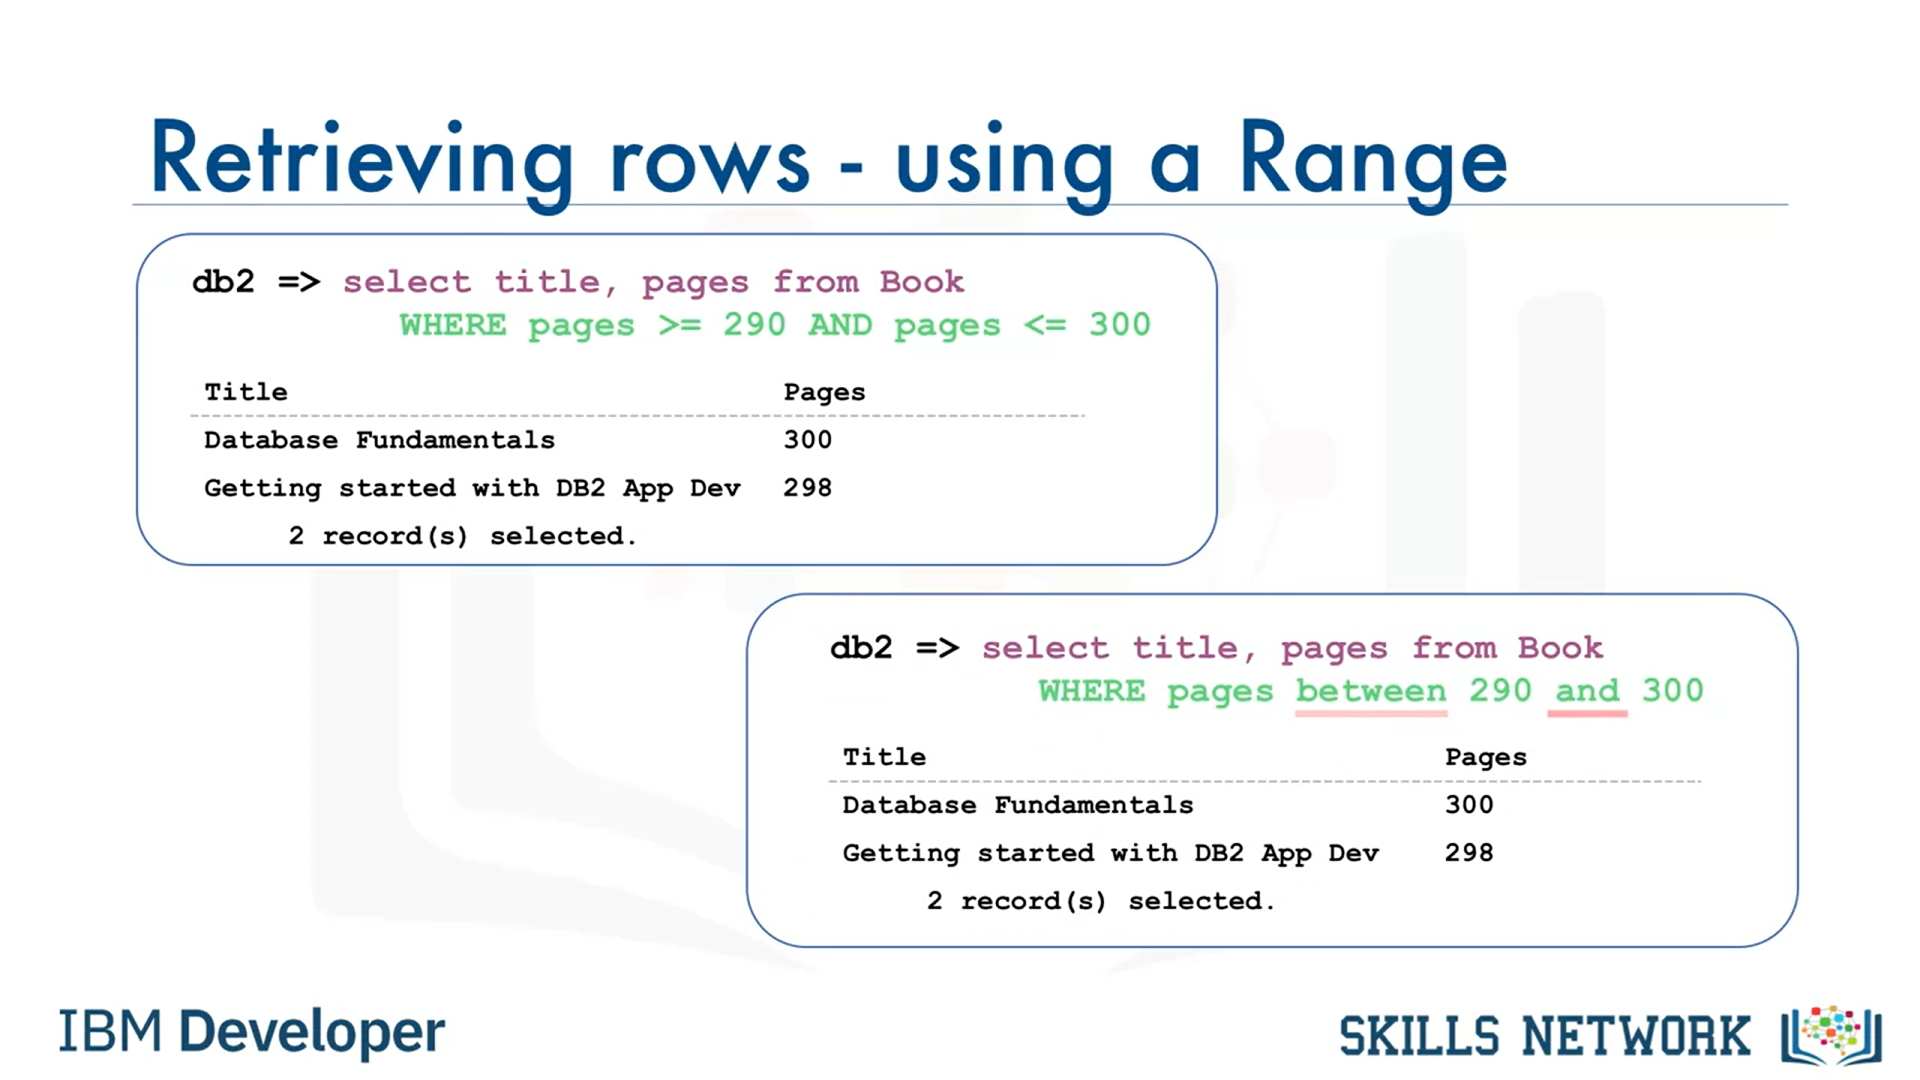 Retrieving rows - using a Range
db2 => select title, pages from Book
WHERE pages >= 290 AND pages <= 300
Title Pages
Database Fundamentals 300
Getting started with DB2 App Dev 298
2 record(s) selected.
db2 => select title, pages from Book
WHERE pages between 290 and 300
Title Pages
Database Fundamentals 300
Getting started with DB2 App Dev 298
2 record(s) selected.
IBM Developer
SKILLS NETWORK